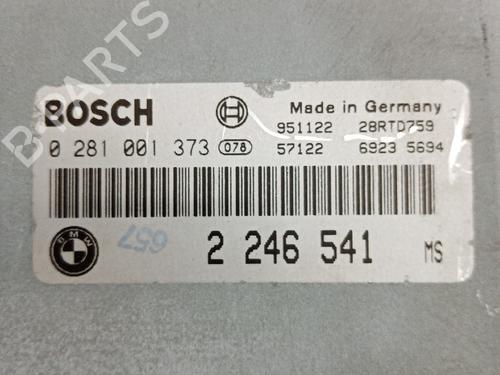 B-PARTS
BOSCH
Made in Germany
951122 28RTD759
0 281 001 373 078
57122 6923 5694
BMW
657
2 246 541 MS